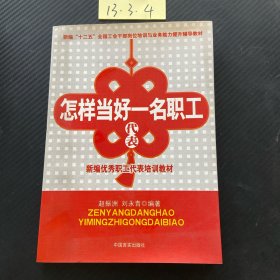 13.3.4
新编“十二五”全国工会干部岗位培训与业务能力提升辅导教材
怎样当好一名职工
代表
新编优秀职工代表培训教材
赵振洲 刘永青◎编著
ZENYANGDANGHAO
YIMINGZHIGONGDAIBIAO
中国言实出版社